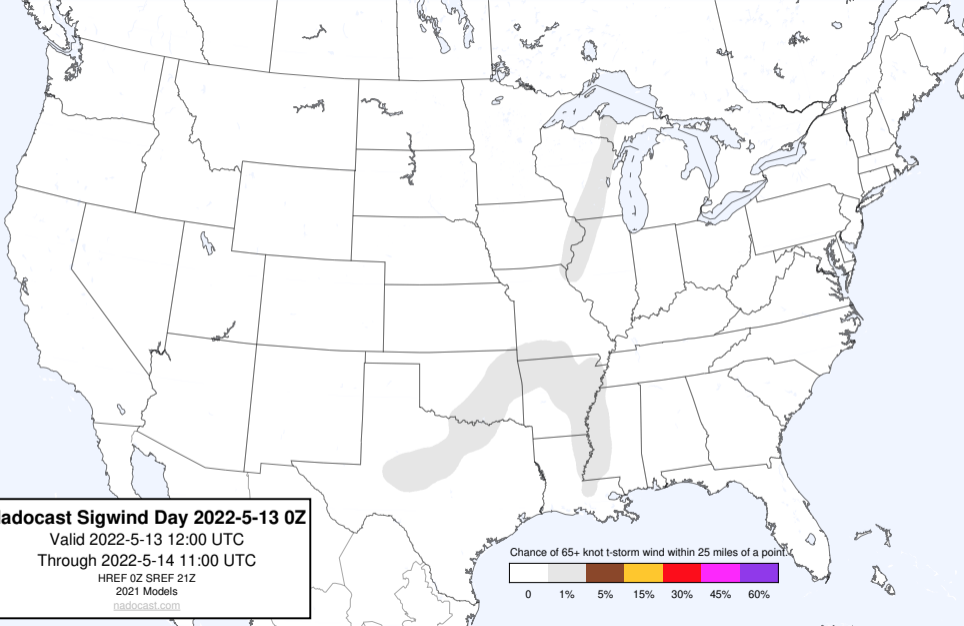 adocast Sigwind Day 2022-5-13 0Z
Valid 2022-5-13 12:00 UTC
Through 2022-5-14 11:00 UTC
HREF 0Z SREF 21Z
2021 Models
nadocast.com
Chance of 65+ knot t-storm wind within 25 miles of a point.
0 1% 5% 15% 30% 45% 60%